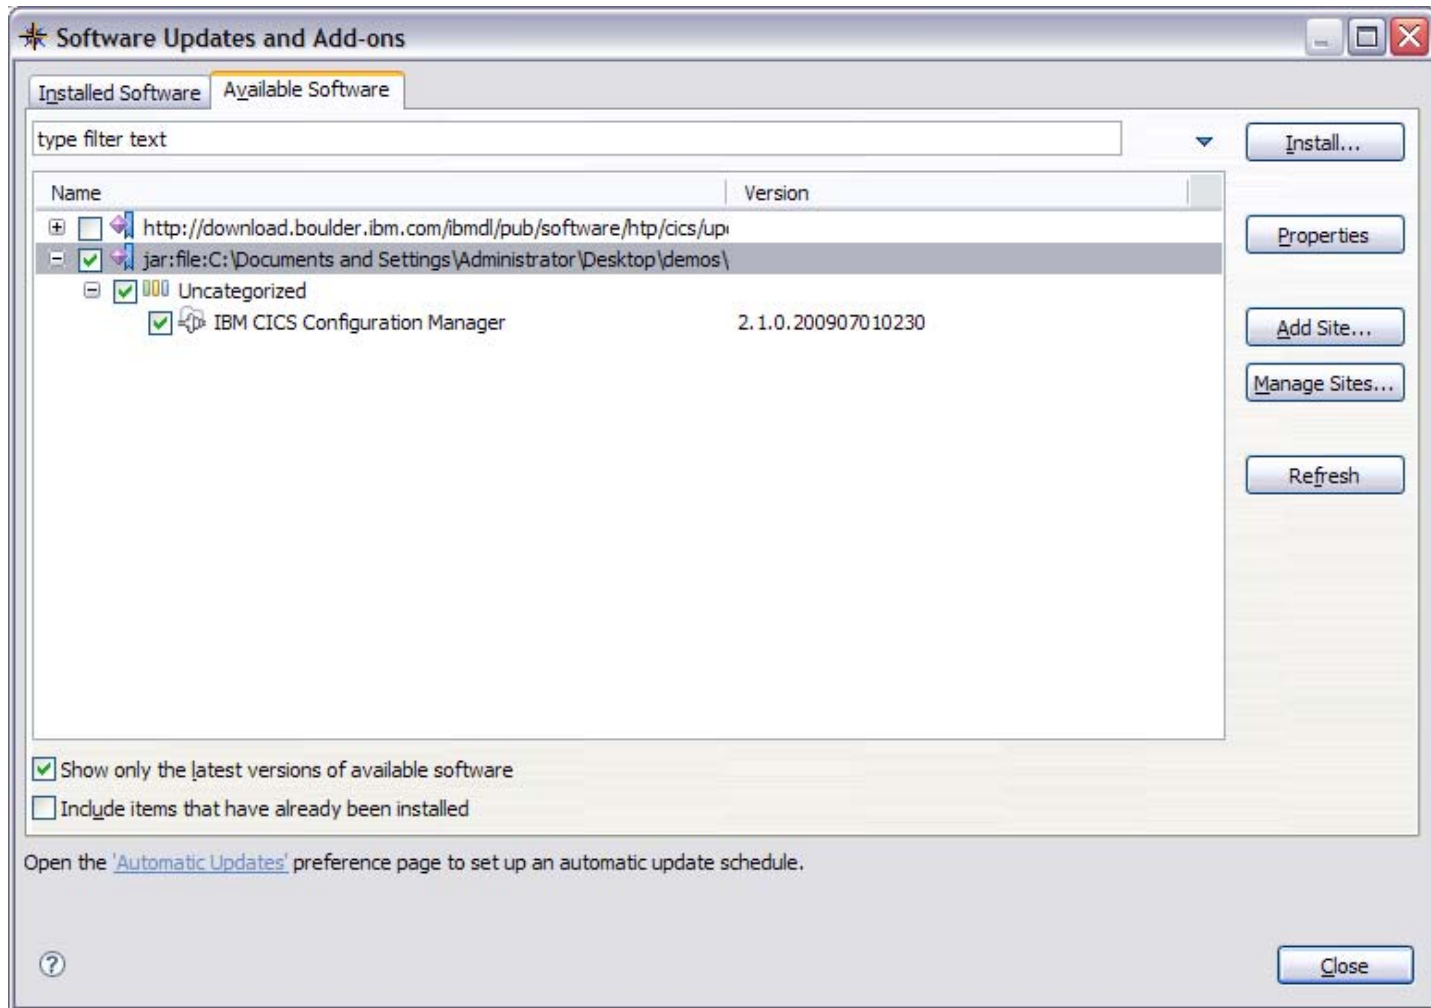 Software Updates and Add-ons
Installed Software
Available Software
type filter text
Install...
Name Version
http://download.boulder.ibm.com/ibmdl/pub/software/htp/cics/up
Properties
jar:file:C:\Documents and Settings\Administrator\Desktop\demos\
Uncategorized
IBM CICS Configuration Manager 2.1.0.200907010230
Add Site...
Manage Sites...
Refresh
Show only the latest versions of available software
Include items that have already been installed
Open the 'Automatic Updates' preference page to set up an automatic update schedule.
?
Close